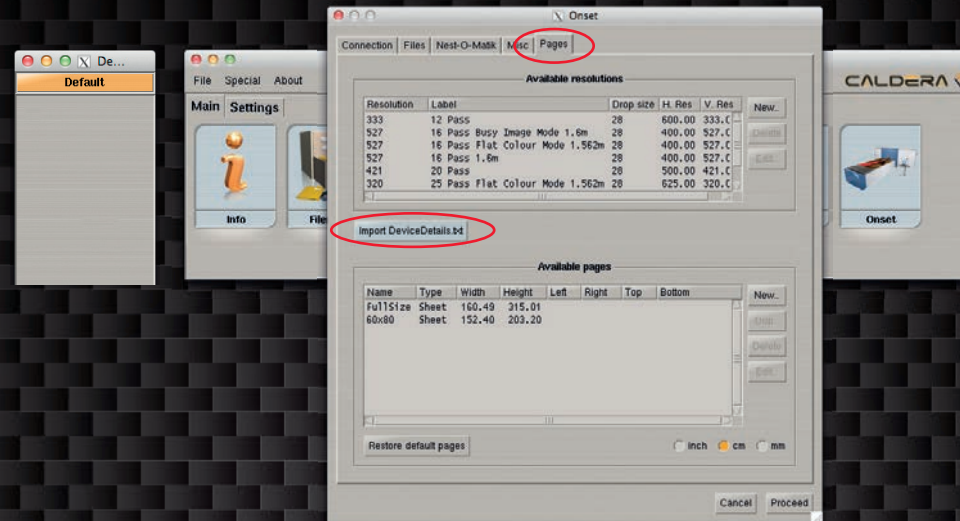 De...
Default
File Special About
Main Settings
Info
File
CALDERA
Onset
Onset
Connection Files Nest-O-Matik Misc Pages
Available resolutions
Resolution Label Drop size H. Res V. Res
333 12 Pass 28 600.00 333.0
527 16 Pass Busy Image Mode 1.6m 28 400.00 527.0
527 16 Pass Flat Colour Mode 1.562m 28 400.00 527.0
527 16 Pass 1.6m 28 400.00 527.0
421 20 Pass 28 500.00 421.0
320 25 Pass Flat Colour Mode 1.562m 28 625.00 320.0
New...
Delete
Edit...
Import DeviceDetails.txt
Available pages
Name Type Width Height Left Right Top Bottom
FullSize Sheet 160.49 315.01
60x80 Sheet 152.40 203.20
New...
Dup...
Delete
Edit...
Restore default pages
inch cm mm
Cancel Proceed